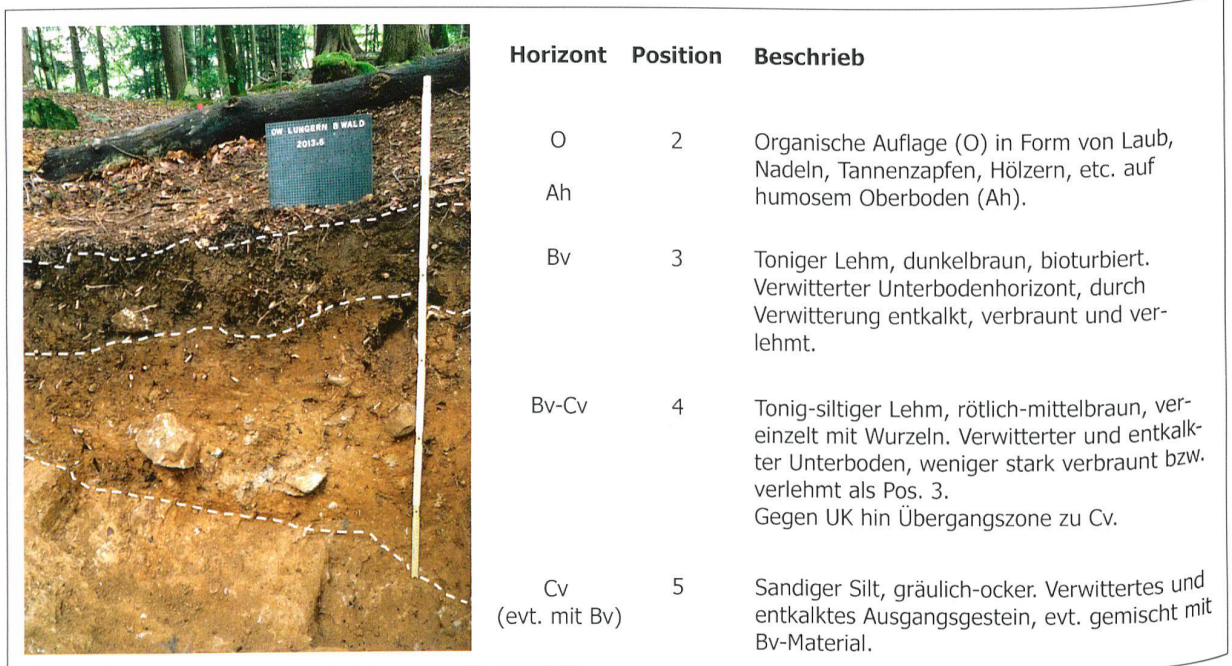 OW LUNGERN B WALD
2013.6
Horizont Position Beschrieb
O 2 Organische Auflage (O) in Form von Laub,
Nadeln, Tannenzapfen, Hölzern, etc. auf
Ah humosem Oberboden (Ah).
Bv 3 Toniger Lehm, dunkelbraun, bioturbiert.
Verwitterter Unterbodenhorizont, durch
Verwitterung entkalkt, verbraunt und ver-
lehmt.
Bv-Cv 4 Tonig-siltiger Lehm, rötlich-mittelbraun, ver-
einzelt mit Wurzeln. Verwitterter und entkalk-
ter Unterboden, weniger stark verbraunt bzw.
verlehmt als Pos. 3.
Gegen UK hin Übergangszone zu Cv.
Cv 5 Sandiger Silt, gräulich-ocker. Verwittertes und
(evt. mit Bv) entkalktes Ausgangsgestein, evt. gemischt mit
Bv-Material.